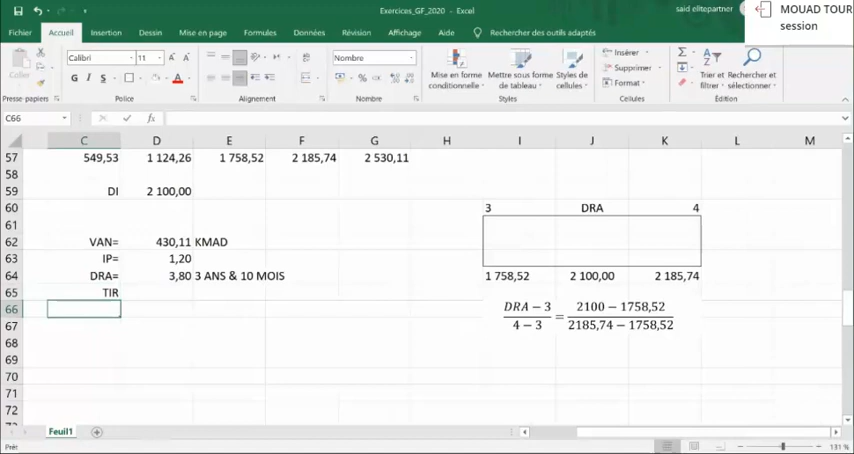 Exercices_GF_2020 - Excel
said elitepartner
MOUAD TOUR
session
Fichier Accueil Insertion Dessin Mise en page Formules Données Révision Affichage Aide Rechercher des outils adaptés
Calibri 11
Nombre
G I S
Coller
Mise en forme conditionnelle
Mettre sous forme de tableau
Styles de cellules
Insérer
Supprimer
Format
Trier et filtrer
Rechercher et sélectionner
Presse-papiers Police Alignement Nombre Styles Cellules Édition
C66 fx
C D E F G H I J K L M
57 549,53 1 124,26 1 758,52 2 185,74 2 530,11
58
59 DI 2 100,00
60 3 DRA 4
61
62 VAN= 430,11 KMAD
63 IP= 1,20
64 DRA= 3,80 3 ANS & 10 MOIS 1 758,52 2 100,00 2 185,74
65 TIR
66 DRA − 3 / 4 − 3 = 2100 − 1758,52 / 2185,74 − 1758,52
67
68
69
70
71
72
Feuil1
Prêt 131 %